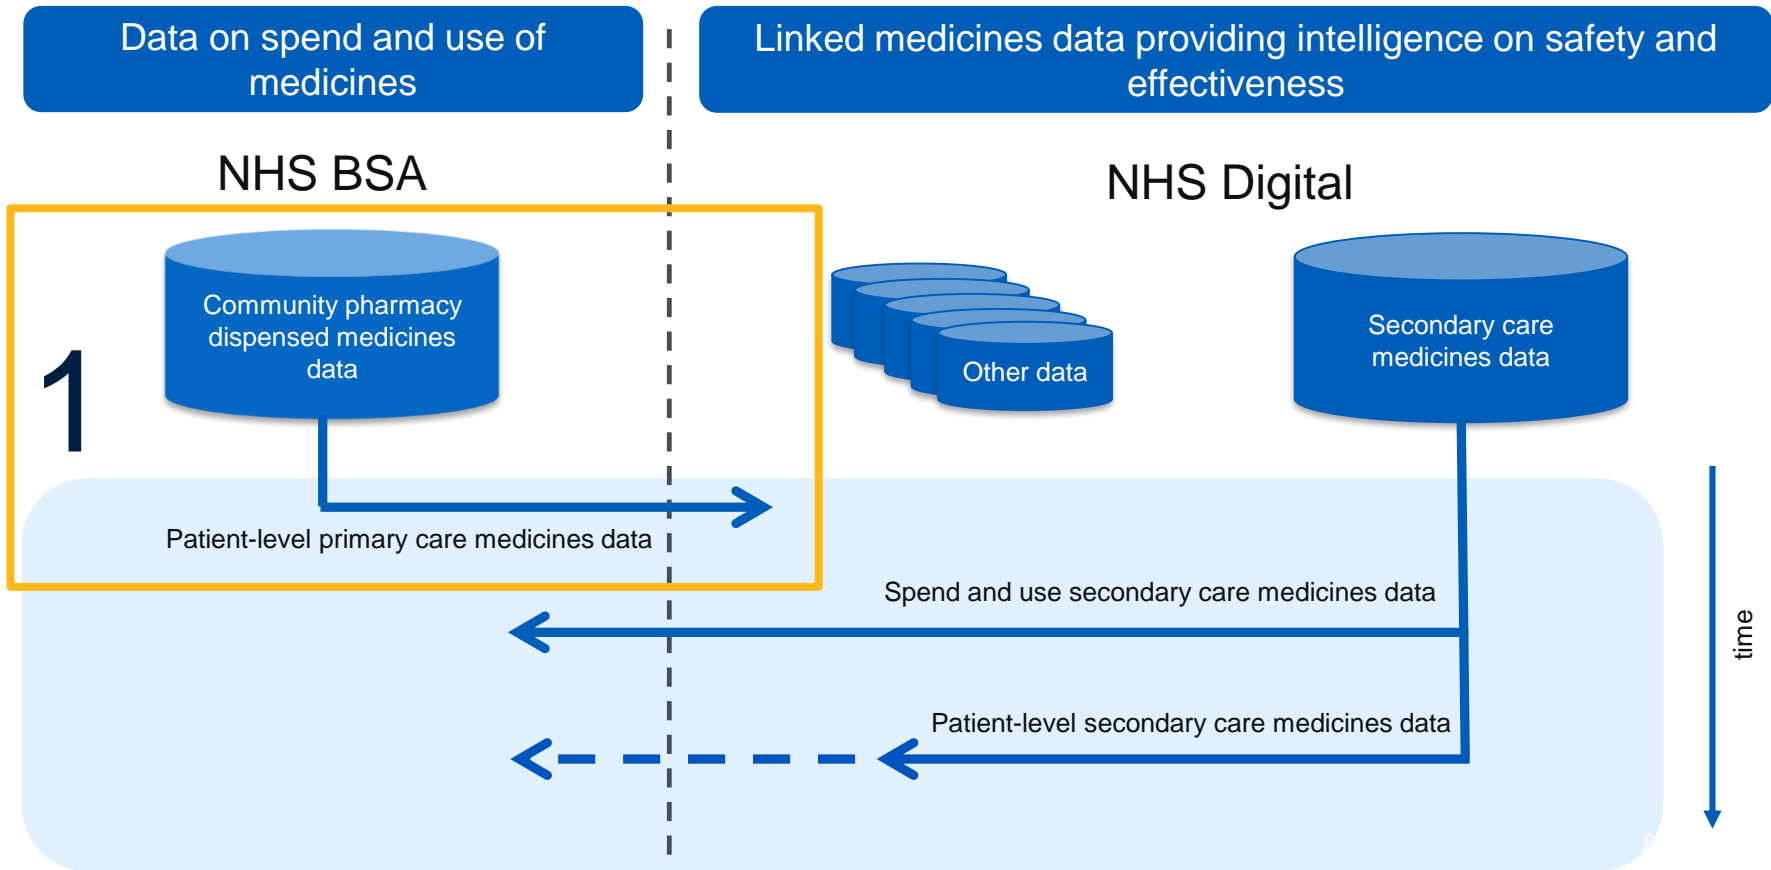 Data on spend and use of
medicines
Linked medicines data providing intelligence on safety and
effectiveness
NHS BSA
NHS Digital
1
Community pharmacy
dispensed medicines
data
Other data
Secondary care
medicines data
Patient-level primary care medicines data
Spend and use secondary care medicines data
Patient-level secondary care medicines data
time
8